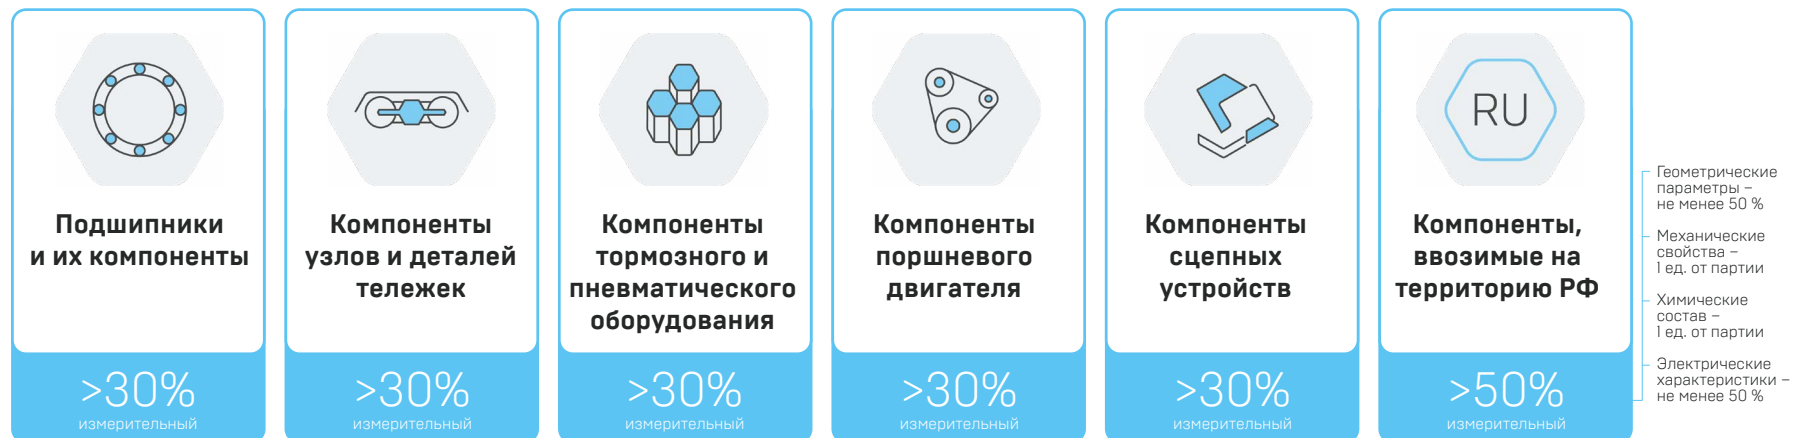 Подшипники
и их компоненты
>30%
измерительный
Компоненты
узлов и деталей
тележек
>30%
измерительный
Компоненты
тормозного и
пневматического
оборудования
>30%
измерительный
Компоненты
поршневого
двигателя
>30%
измерительный
Компоненты
сцепных
устройств
>30%
измерительный
RU
Компоненты,
ввозимые на
территорию РФ
>50%
измерительный
Геометрические
параметры –
не менее 50 %
Механические
свойства –
1 ед. от партии
Химические
состав –
1 ед. от партии
Электрические
характеристики –
не менее 50 %